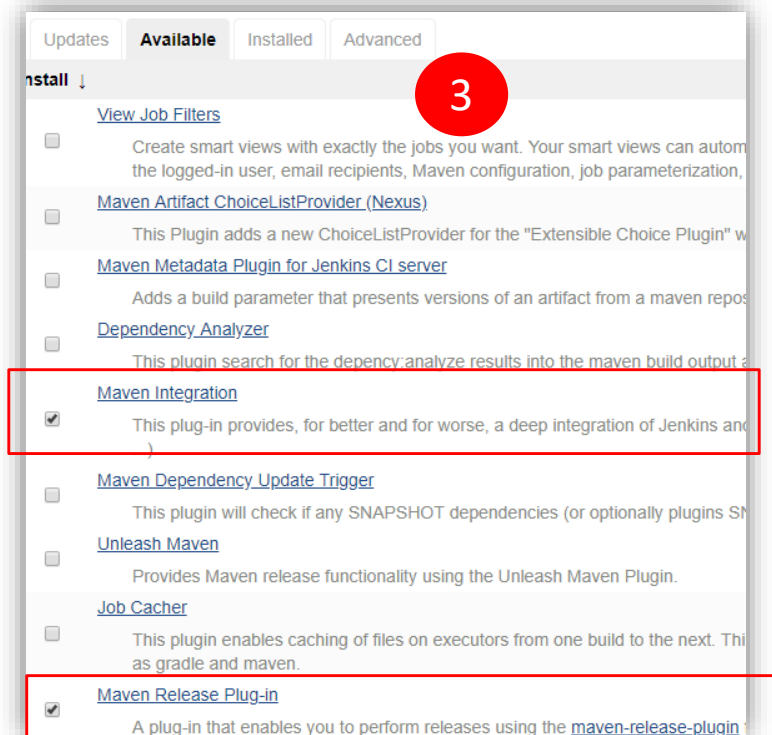 Updates Available Installed Advanced
nstall ↓
3
View Job Filters
Create smart views with exactly the jobs you want. Your smart views can autom
the logged-in user, email recipients, Maven configuration, job parameterization,
Maven Artifact ChoiceListProvider (Nexus)
This Plugin adds a new ChoiceListProvider for the "Extensible Choice Plugin" w
Maven Metadata Plugin for Jenkins CI server
Adds a build parameter that presents versions of an artifact from a maven repos
Dependency Analyzer
This plugin search for the depency:analyze results into the maven build output a
Maven Integration
This plug-in provides, for better and for worse, a deep integration of Jenkins and
)
Maven Dependency Update Trigger
This plugin will check if any SNAPSHOT dependencies (or optionally plugins SN
Unleash Maven
Provides Maven release functionality using the Unleash Maven Plugin.
Job Cacher
This plugin enables caching of files on executors from one build to the next. Thi
as gradle and maven.
Maven Release Plug-in
A plug-in that enables you to perform releases using the maven-release-plugin